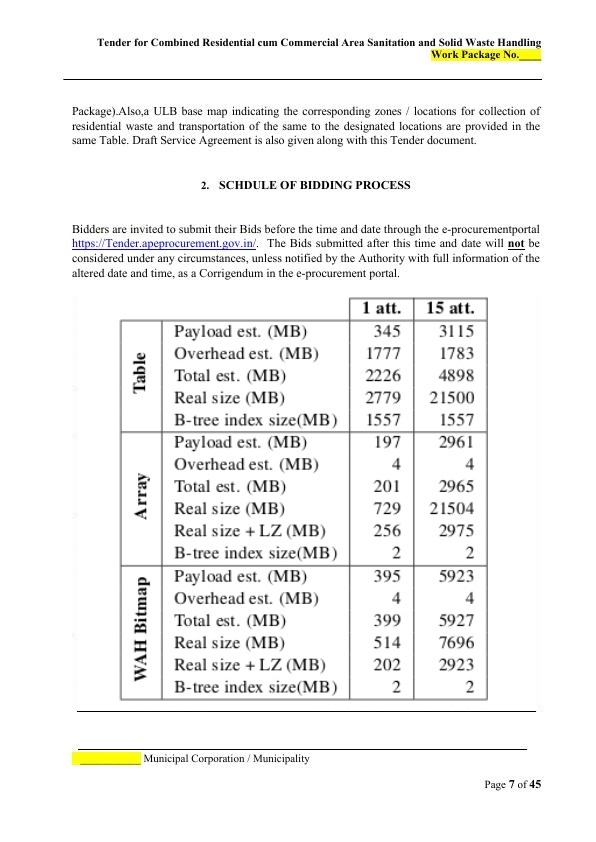 Tender for Combined Residential cum Commercial Area Sanitation and Solid Waste Handling
Work Package No.____
Package).Also,a ULB base map indicating the corresponding zones / locations for collection of
residential waste and transportation of the same to the designated locations are provided in the
same Table. Draft Service Agreement is also given along with this Tender document.
2. SCHDULE OF BIDDING PROCESS
Bidders are invited to submit their Bids before the time and date through the e-procurementportal
https://Tender.apeprocurement.gov.in/. The Bids submitted after this time and date will not be
considered under any circumstances, unless notified by the Authority with full information of the
altered date and time, as a Corrigendum in the e-procurement portal.
1 att. 15 att.
Table
Payload est. (MB) 345 3115
Overhead est. (MB) 1777 1783
Total est. (MB) 2226 4898
Real size (MB) 2779 21500
B-tree index size(MB) 1557 1557
Array
Payload est. (MB) 197 2961
Overhead est. (MB) 4 4
Total est. (MB) 201 2965
Real size (MB) 729 21504
Real size + LZ (MB) 256 2975
B-tree index size(MB) 2 2
WAH Bitmap
Payload est. (MB) 395 5923
Overhead est. (MB) 4 4
Total est. (MB) 399 5927
Real size (MB) 514 7696
Real size + LZ (MB) 202 2923
B-tree index size(MB) 2 2
____________ Municipal Corporation / Municipality
Page 7 of 45